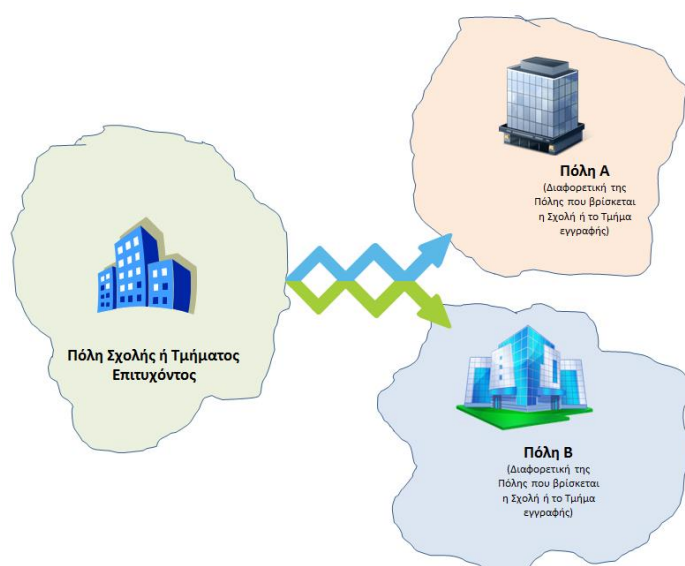 Πόλη Α
(Διαφορετική της
Πόλης που βρίσκεται
η Σχολή ή το Τμήμα
εγγραφής)
Πόλη Σχολής ή Τμήματος
Επιτυχόντος
Πόλη Β
(Διαφορετική της
Πόλης που βρίσκεται
η Σχολή ή το Τμήμα
εγγραφής)